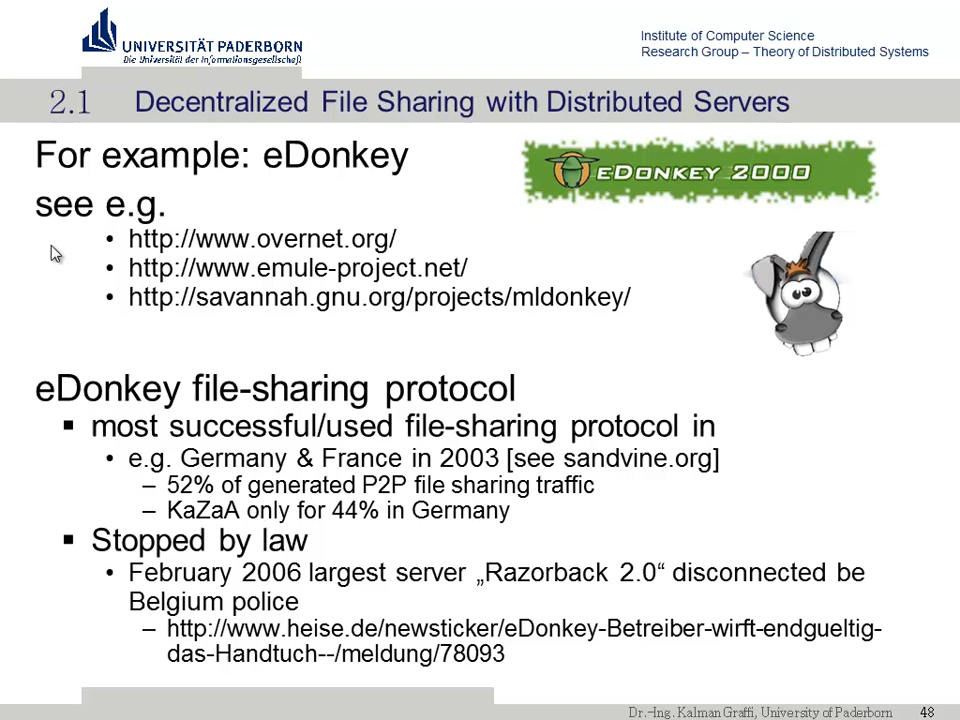 UNIVERSITÄT PADERBORN
Die Universität der Informationsgesellschaft
Institute of Computer Science
Research Group – Theory of Distributed Systems
2.1 Decentralized File Sharing with Distributed Servers
For example: eDonkey
eDONKEY 2000
see e.g.
• http://www.overnet.org/
• http://www.emule-project.net/
• http://savannah.gnu.org/projects/mldonkey/
eDonkey file-sharing protocol
▪ most successful/used file-sharing protocol in
• e.g. Germany & France in 2003 [see sandvine.org]
– 52% of generated P2P file sharing traffic
– KaZaA only for 44% in Germany
▪ Stopped by law
• February 2006 largest server „Razorback 2.0“ disconnected be
Belgium police
– http://www.heise.de/newsticker/eDonkey-Betreiber-wirft-endgueltig-
das-Handtuch--/meldung/78093
Dr.-Ing. Kalman Graffi, University of Paderborn 48